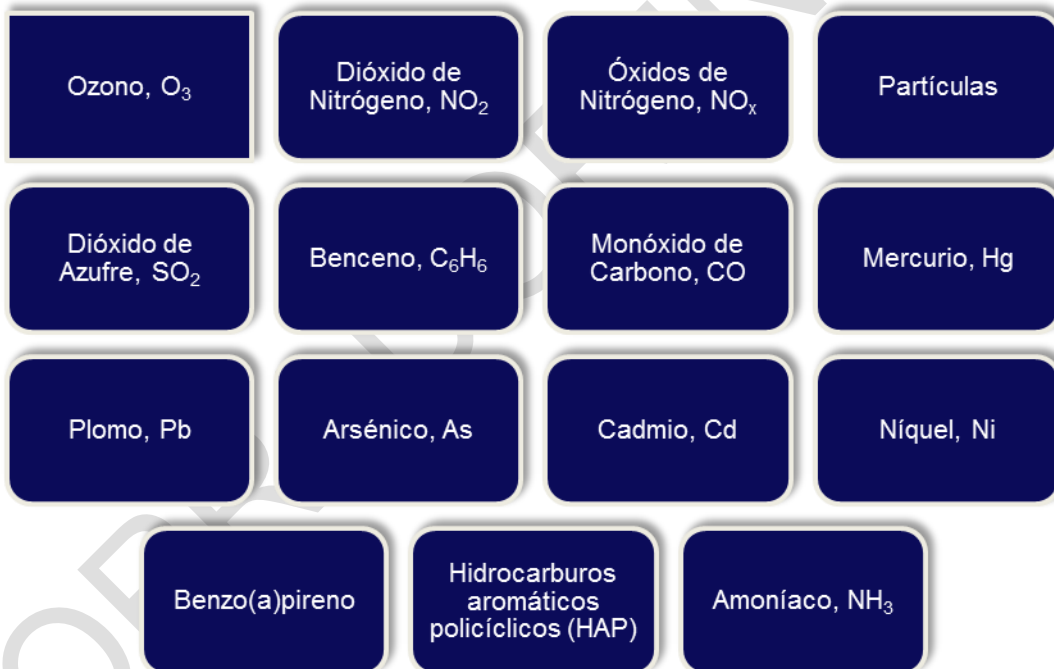 Ozono, O₃
Dióxido de
Nitrógeno, NO₂
Óxidos de
Nitrógeno, NOₓ
Partículas
Dióxido de
Azufre, SO₂
Benceno, C₆H₆
Monóxido de
Carbono, CO
Mercurio, Hg
Plomo, Pb
Arsénico, As
Cadmio, Cd
Níquel, Ni
Benzo(a)pireno
Hidrocarburos
aromáticos
policíclicos (HAP)
Amoníaco, NH₃